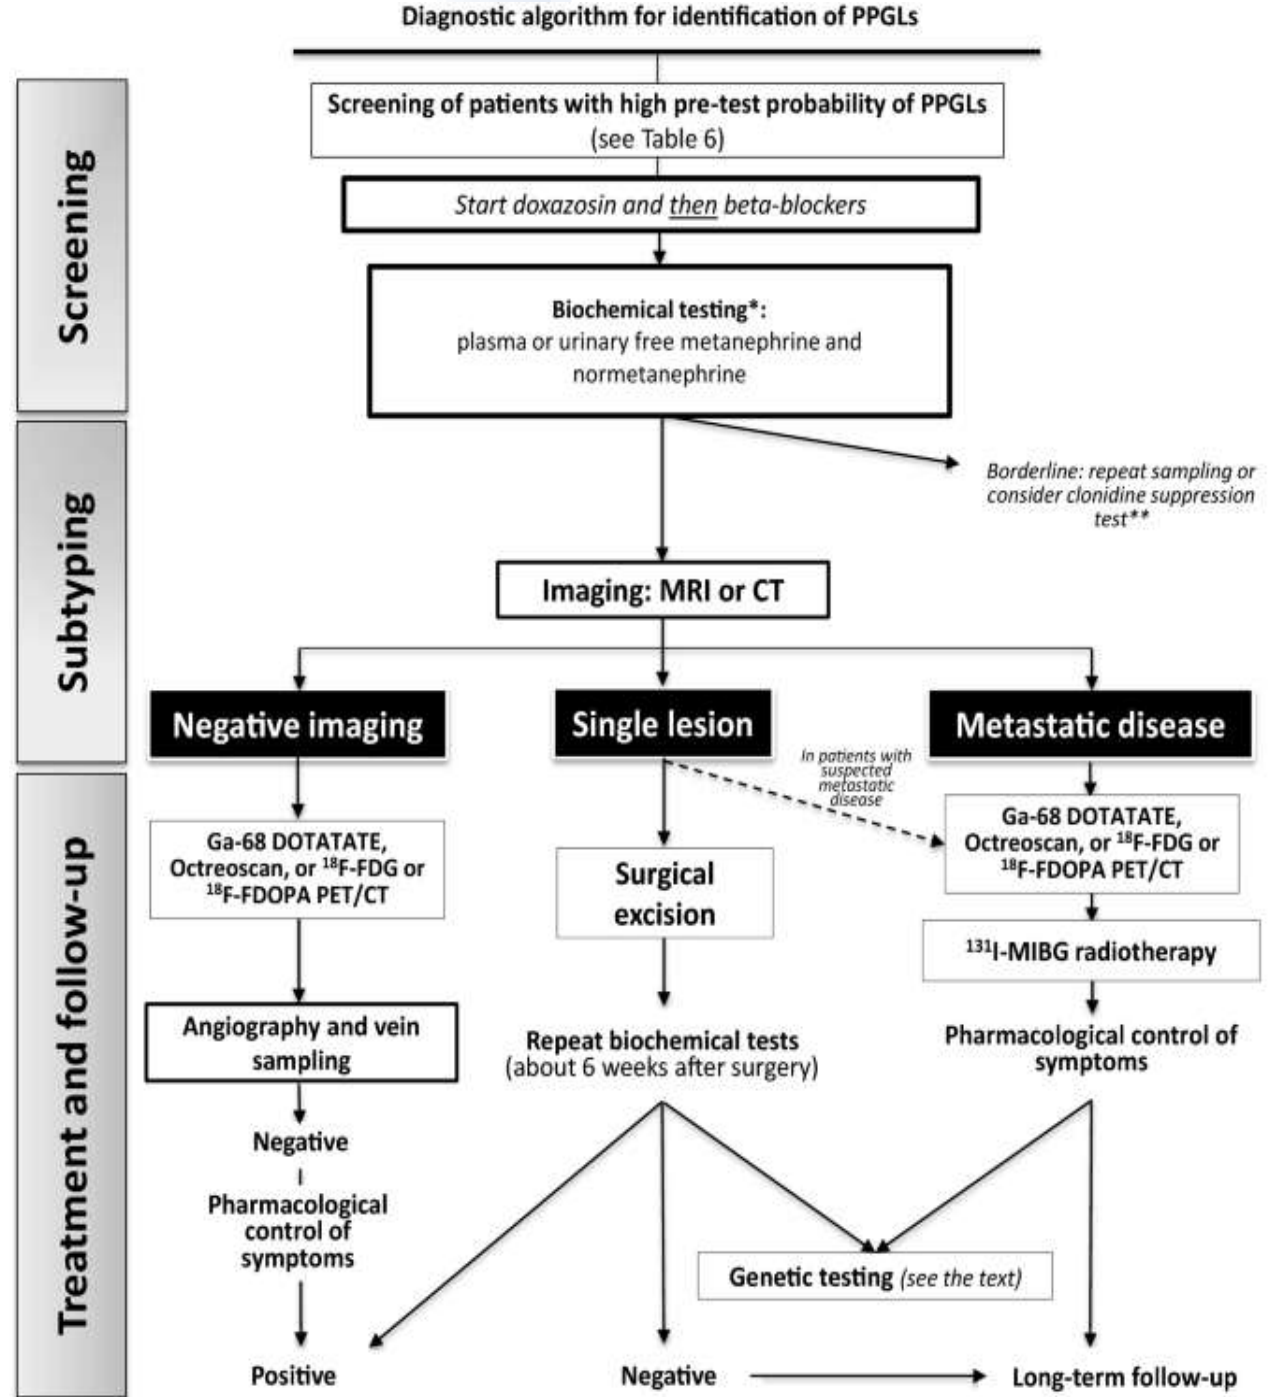 Diagnostic algorithm for identification of PPGLs
Screening
Screening of patients with high pre-test probability of PPGLs
(see Table 6)
Start doxazosin and then beta-blockers
Biochemical testing*:
plasma or urinary free metanephrine and
normetanephrine
Subtyping
Borderline: repeat sampling or
consider clonidine suppression
test**
Imaging: MRI or CT
Negative imaging
Single lesion
Metastatic disease
Treatment and follow-up
In patients with
suspected
metastatic
disease
Ga-68 DOTATATE,
Octreoscan, or ¹⁸F-FDG or
¹⁸F-FDOPA PET/CT
Angiography and vein
sampling
Negative
Pharmacological
control of
symptoms
Positive
Surgical
excision
Repeat biochemical tests
(about 6 weeks after surgery)
Negative
Ga-68 DOTATATE,
Octreoscan, or ¹⁸F-FDG or
¹⁸F-FDOPA PET/CT
¹³¹I-MIBG radiotherapy
Pharmacological control of
symptoms
Genetic testing (see the text)
Long-term follow-up